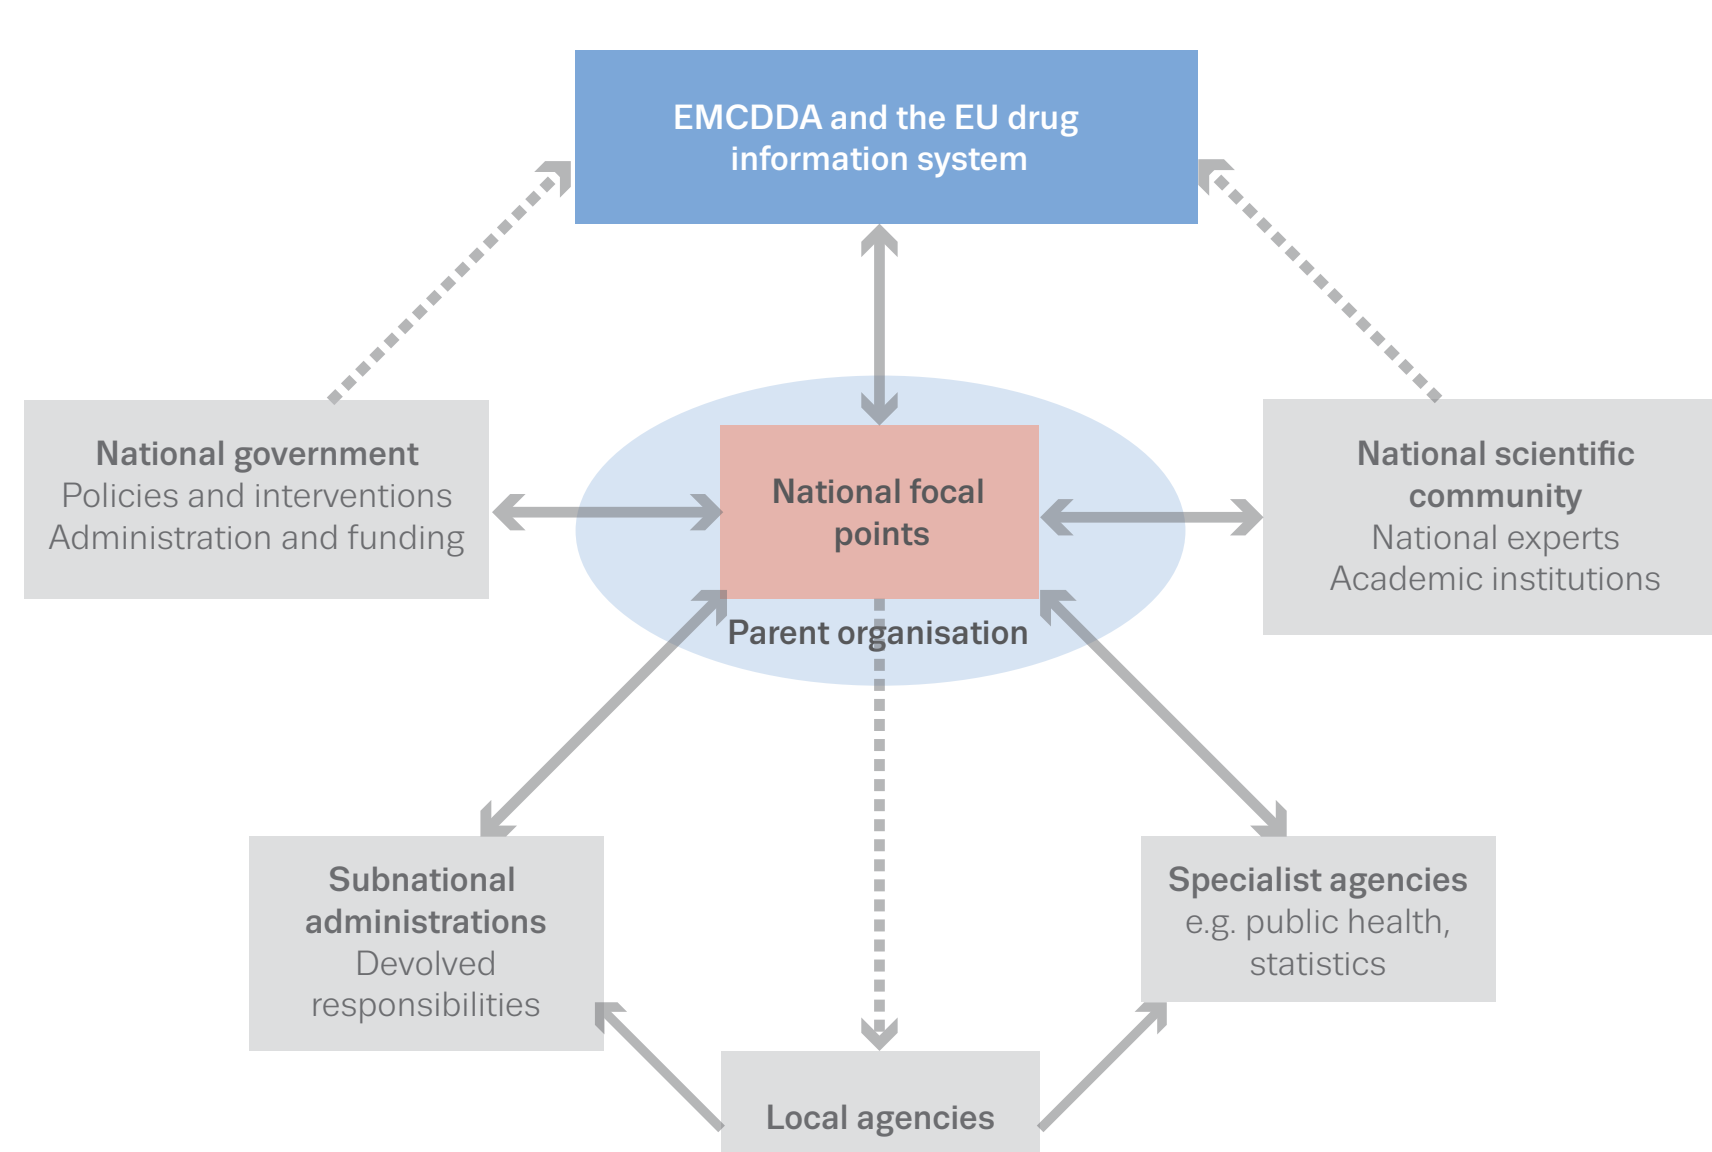 EMCDDA and the EU drug
information system
National government
Policies and interventions
Administration and funding
National focal
points
National scientific
community
National experts
Academic institutions
Parent organisation
Subnational
administrations
Devolved
responsibilities
Specialist agencies
e.g. public health,
statistics
Local agencies